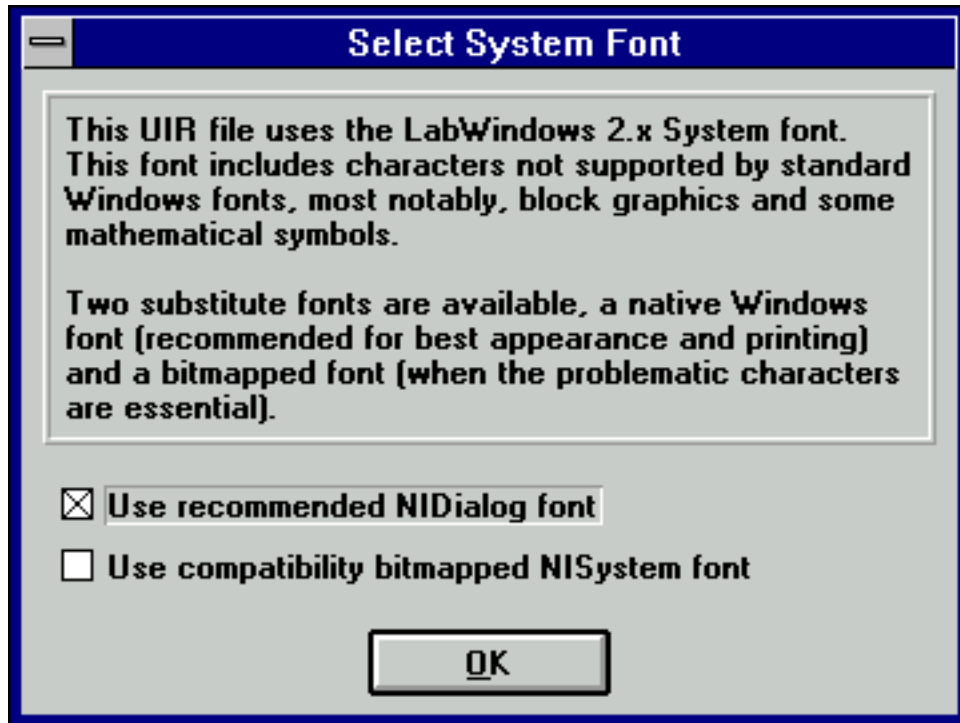 Select System Font
This UIR file uses the LabWindows 2.x System font.
This font includes characters not supported by standard
Windows fonts, most notably, block graphics and some
mathematical symbols.
Two substitute fonts are available, a native Windows
font (recommended for best appearance and printing)
and a bitmapped font (when the problematic characters
are essential).
Use recommended NIDialog font
Use compatibility bitmapped NISystem font
OK